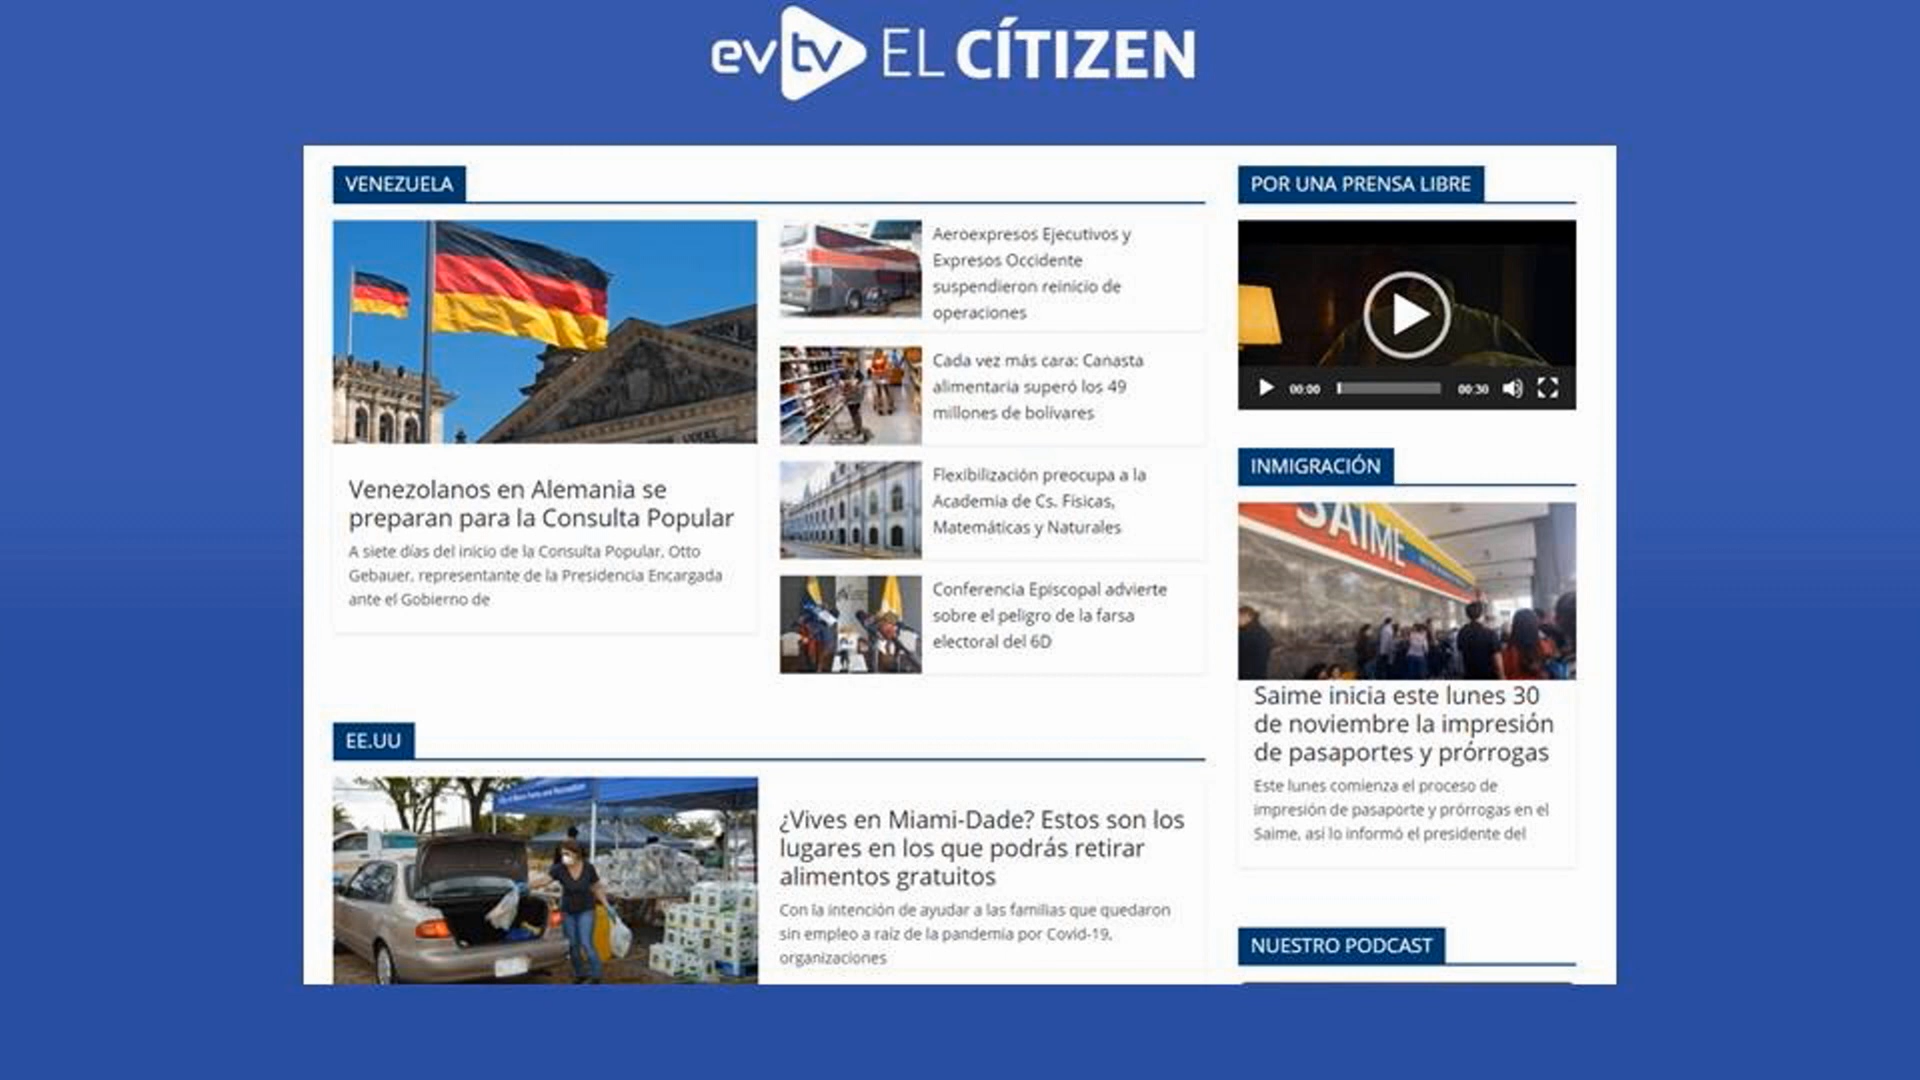 evtv EL CÍTIZEN
VENEZUELA
Venezolanos en Alemania se
preparan para la Consulta Popular
A siete días del inicio de la Consulta Popular, Otto
Gebauer, representante de la Presidencia Encargada
ante el Gobierno de
Aeroexpresos Ejecutivos y
Expresos Occidente
suspendieron reinicio de
operaciones
Cada vez más cara: Canasta
alimentaria superó los 49
millones de bolívares
Flexibilización preocupa a la
Academia de Cs. Físicas,
Matemáticas y Naturales
Conferencia Episcopal advierte
sobre el peligro de la farsa
electoral del 6D
EE.UU
¿Vives en Miami-Dade? Estos son los
lugares en los que podrás retirar
alimentos gratuitos
Con la intención de ayudar a las familias que quedaron
sin empleo a raíz de la pandemia por Covid-19,
organizaciones
POR UNA PRENSA LIBRE
00:00 00:30
INMIGRACIÓN
SAIME
Saime inicia este lunes 30
de noviembre la impresión
de pasaportes y prórrogas
Este lunes comienza el proceso de
impresión de pasaporte y prórrogas en el
Saime, así lo informó el presidente del
NUESTRO PODCAST